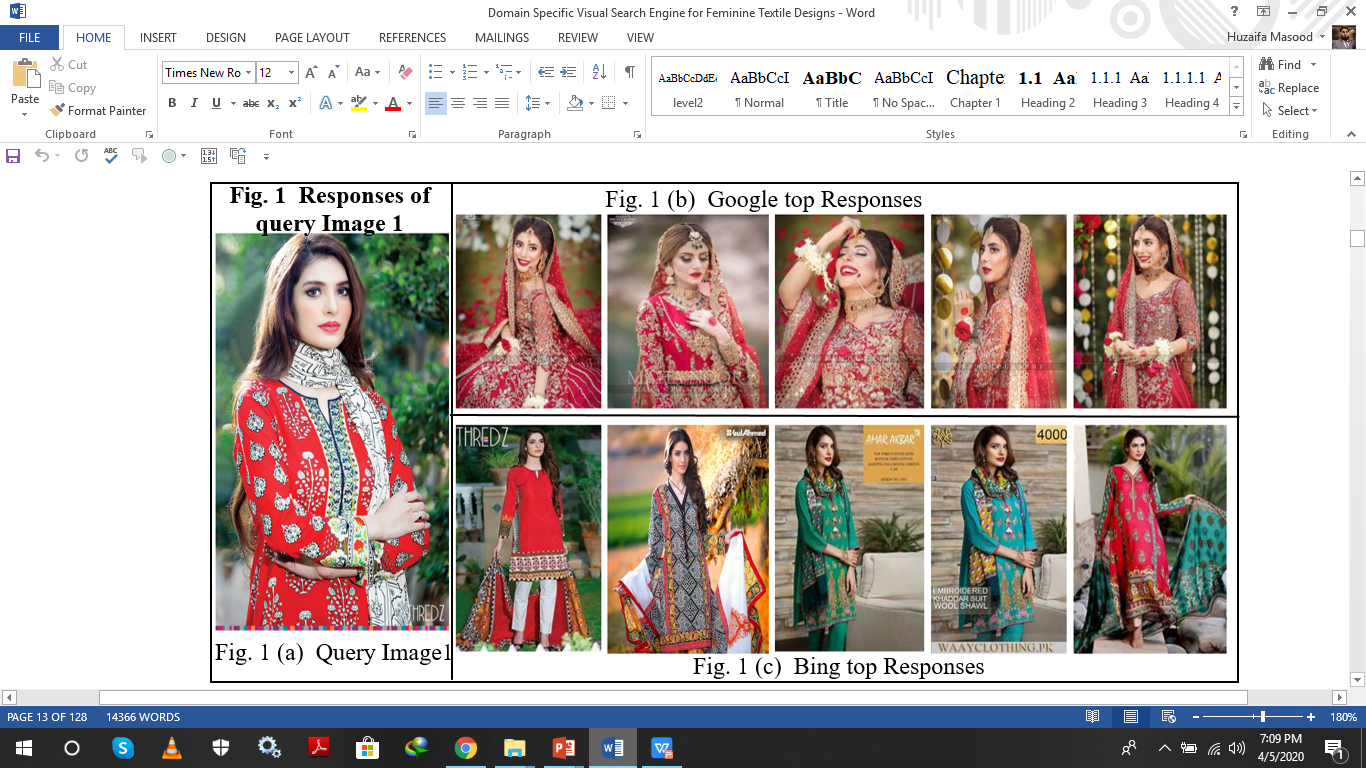 Domain Specific Visual Search Engine for Feminine Textile Designs - Word
FILE HOME INSERT DESIGN PAGE LAYOUT REFERENCES MAILINGS REVIEW VIEW
Huzaifa Masood
Paste
Cut
Copy
Format Painter
Clipboard
Times New Ro 12
Font
Paragraph
AaBbCcDdEe AaBbCcI AaBbC AaBbCcI Chapte 1.1 Aa 1.1.1 Aa 1.1.1.1 A
level2 ¶ Normal ¶ Title ¶ No Spac... Chapter 1 Heading 2 Heading 3 Heading 4
Styles
Find
Replace
Select
Editing
Fig. 1 Responses of
query Image 1
THREDZ
Fig. 1 (a) Query Image1
Fig. 1 (b) Google top Responses
THREDZ
GulAhmed
AMAR AKBAR
4000
EMBROIDERED
KHADDAR SUIT
WOOL SHAWL
WAAYCLOTHING.PK
Fig. 1 (c) Bing top Responses
PAGE 13 OF 128 14366 WORDS
180%
7:09 PM
4/5/2020